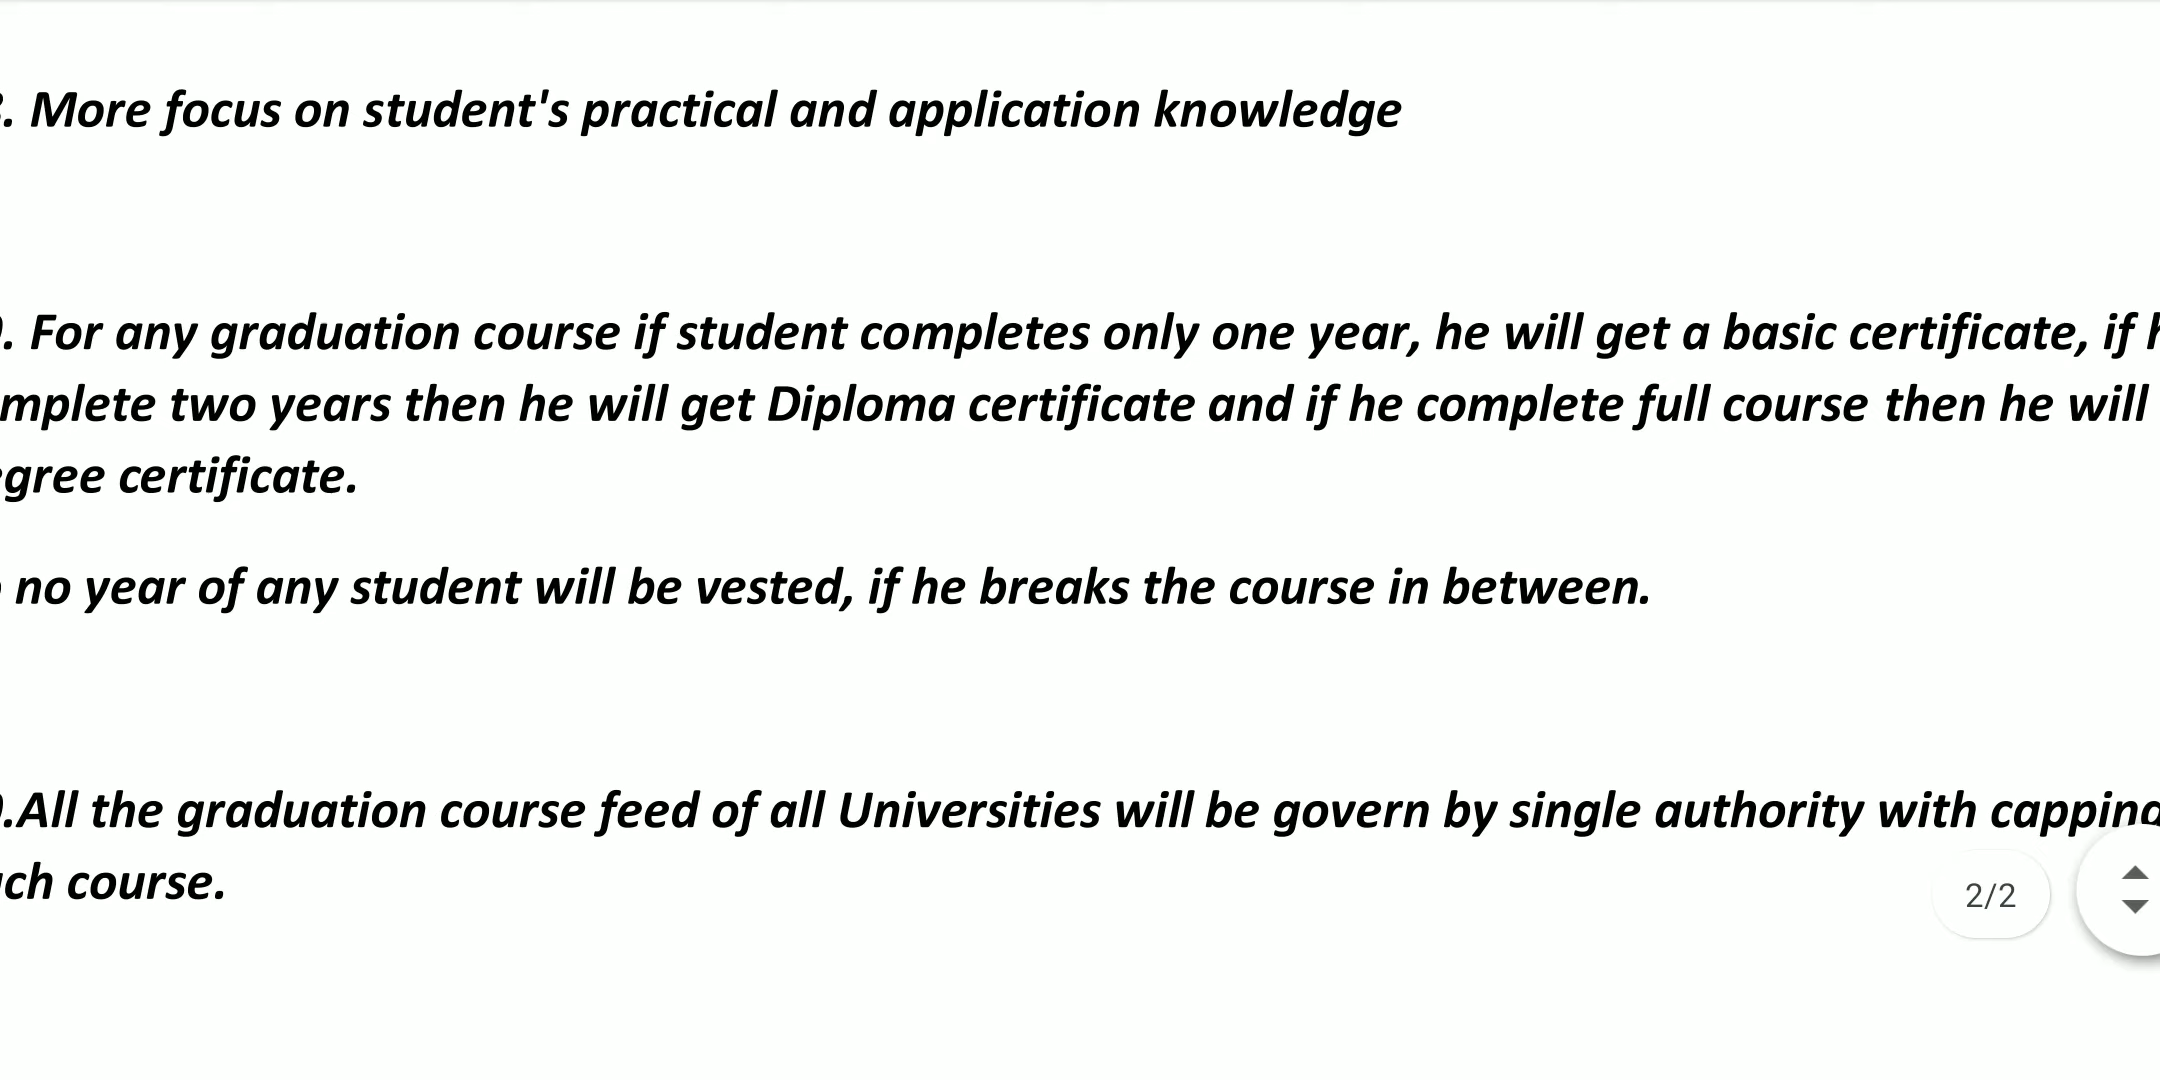 . More focus on student's practical and application knowledge
. For any graduation course if student completes only one year, he will get a basic certificate, if
mplete two years then he will get Diploma certificate and if he complete full course then he will
gree certificate.
no year of any student will be vested, if he breaks the course in between.
.All the graduation course feed of all Universities will be govern by single authority with capping
ch course.
2/2